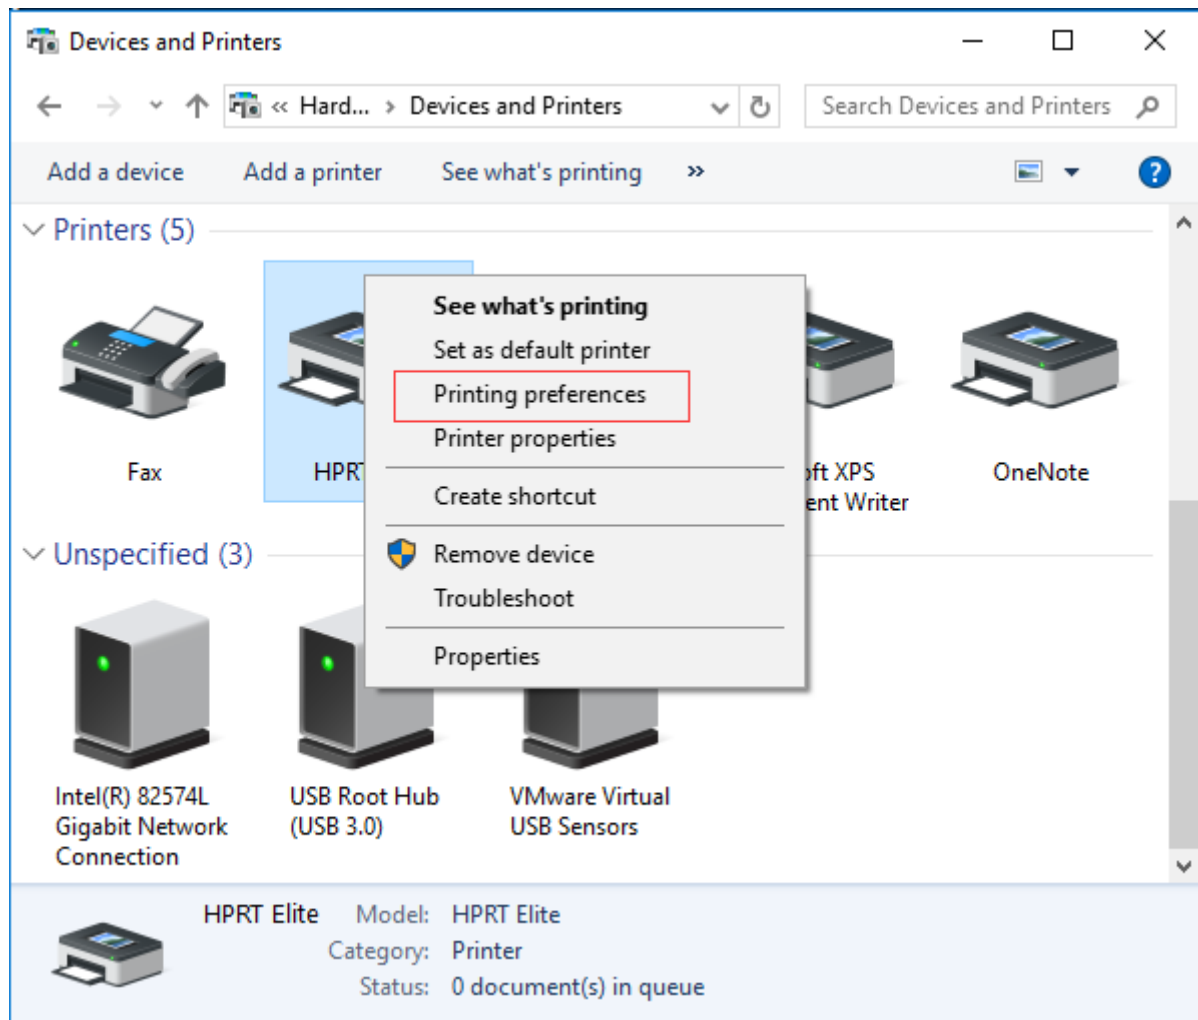 Devices and Printers
« Hard... > Devices and Printers
Search Devices and Printers
Add a device
Add a printer
See what's printing
»
?
Printers (5)
See what's printing
Set as default printer
Printing preferences
Printer properties
Create shortcut
Remove device
Troubleshoot
Properties
Fax
HPRT
oft XPS
ent Writer
OneNote
Unspecified (3)
Intel(R) 82574L
Gigabit Network
Connection
USB Root Hub
(USB 3.0)
VMware Virtual
USB Sensors
HPRT Elite
Model: HPRT Elite
Category: Printer
Status: 0 document(s) in queue